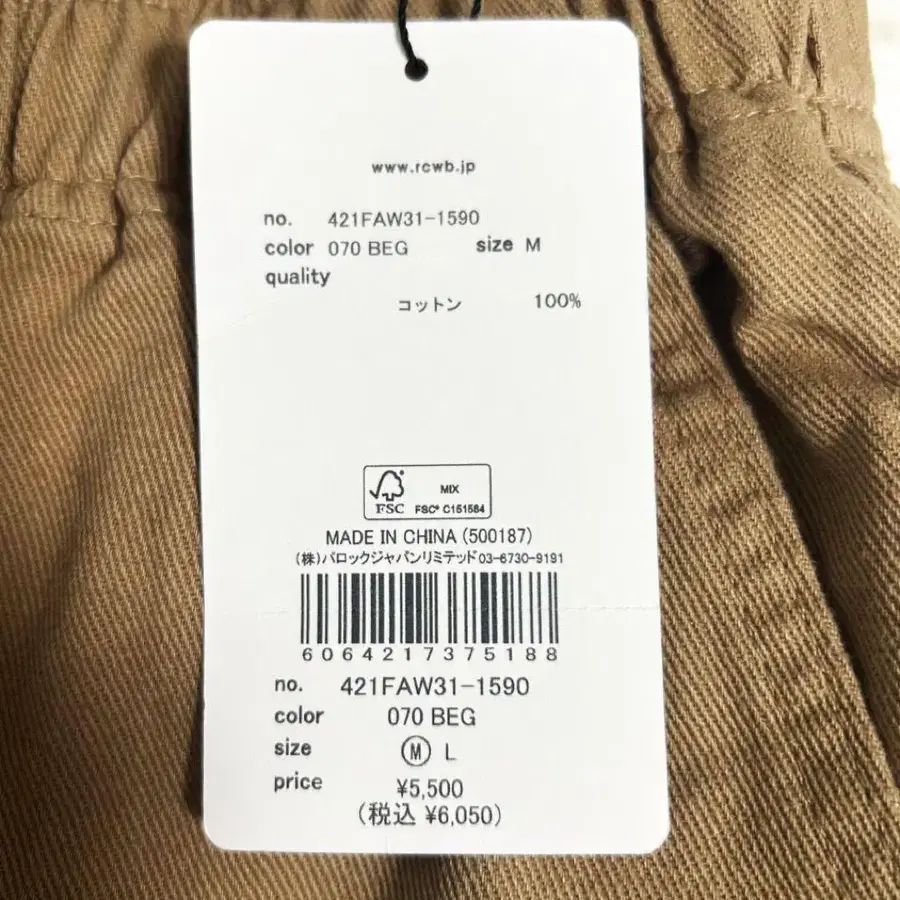 www.rcwb.jp
no. 421FAW31-1590
color 070 BEG size M
quality
コットン 100%
FSC MIX
FSC® C151584
MADE IN CHINA (500187)
(株)バロックジャパンリミテッド03-6730-9191
6064217375188
no. 421FAW31-1590
color 070 BEG
size Ⓜ L
price ¥5,500
(税込 ¥6,050)